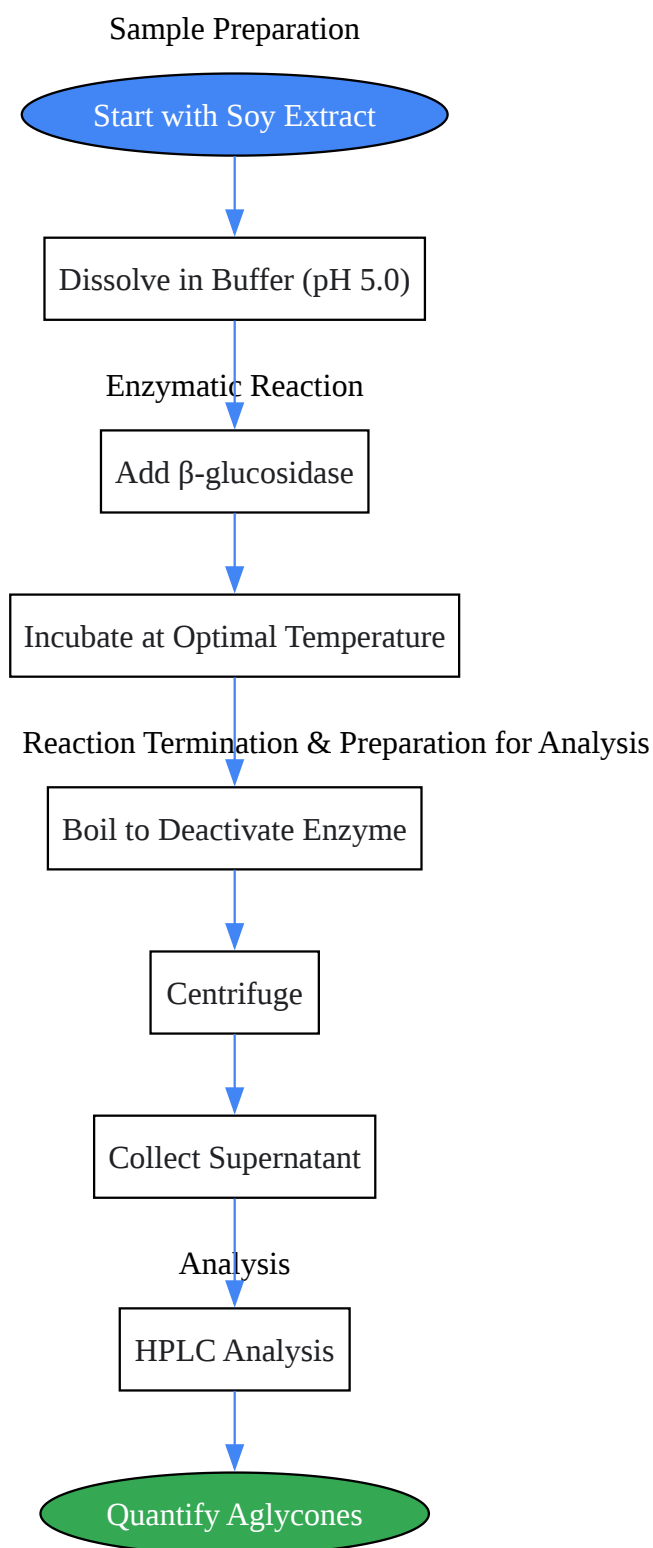 Sample Preparation
Start with Soy Extract
Dissolve in Buffer (pH 5.0)
Enzymatic Reaction
Add β-glucosidase
Incubate at Optimal Temperature
Reaction Termination & Preparation for Analysis
Boil to Deactivate Enzyme
Centrifuge
Collect Supernatant
Analysis
HPLC Analysis
Quantify Aglycones